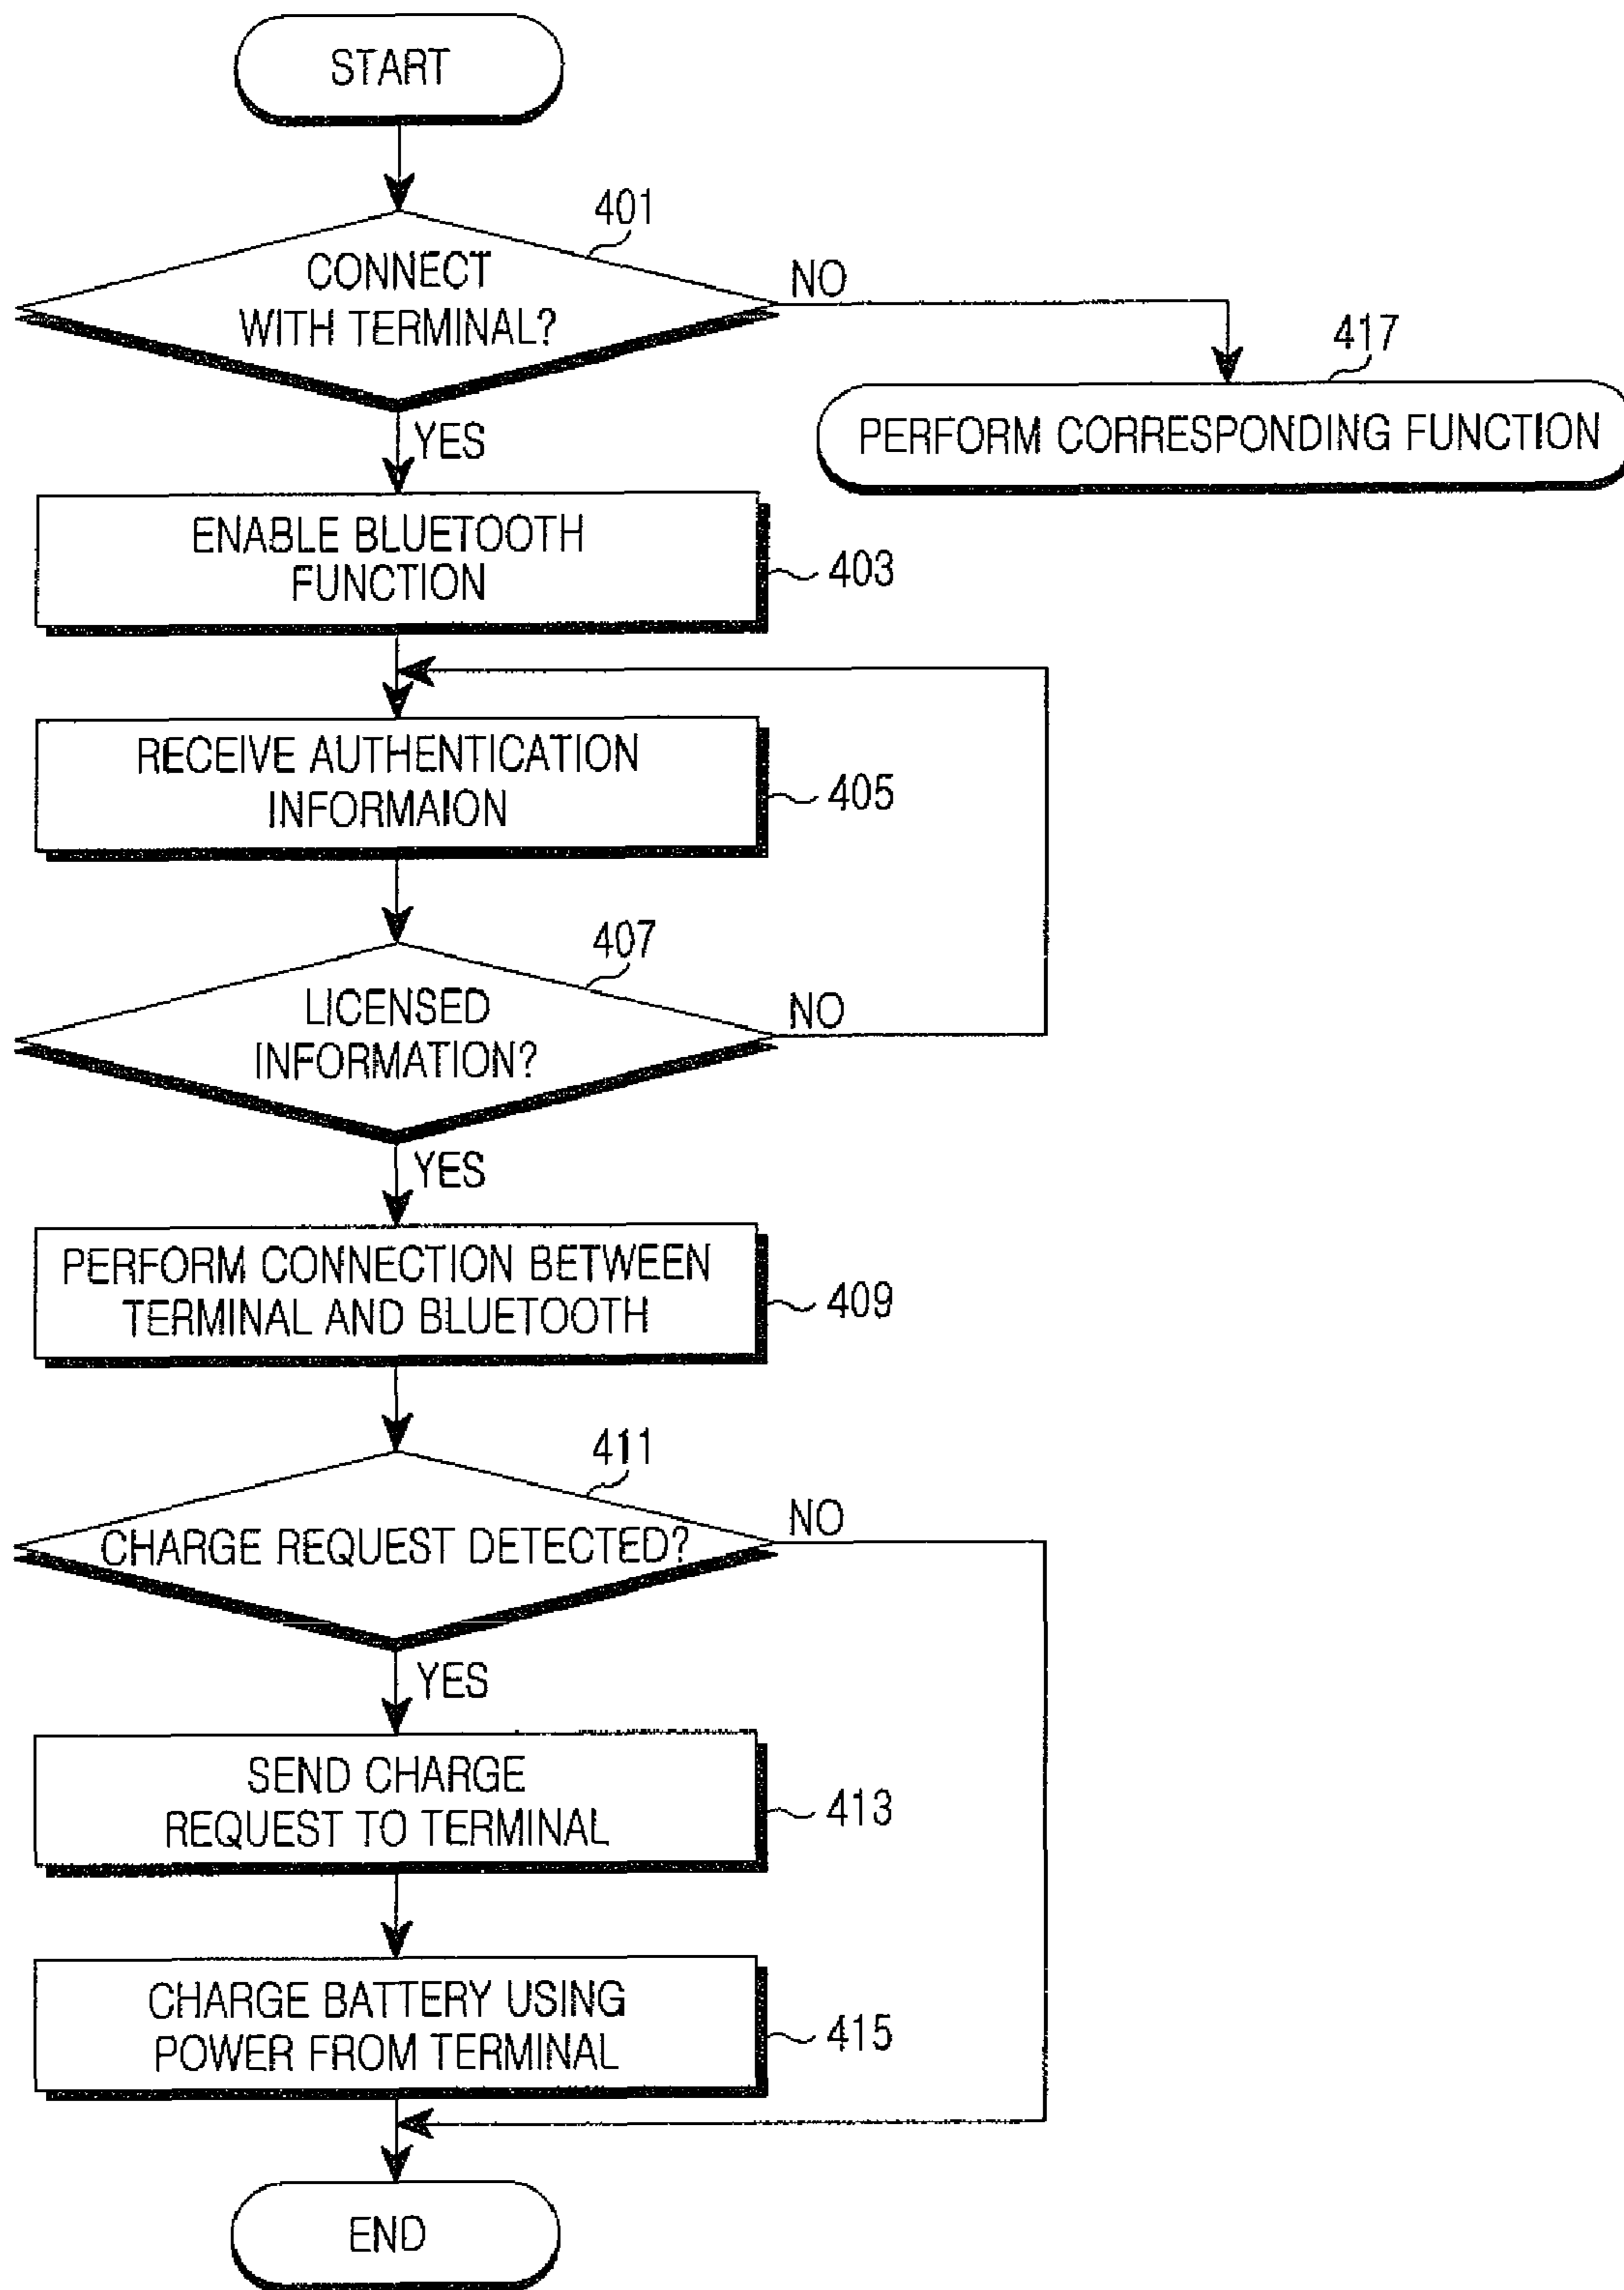 START
401
CONNECT
WITH TERMINAL?
NO
417
PERFORM CORRESPONDING FUNCTION
YES
ENABLE BLUETOOTH
FUNCTION
403
RECEIVE AUTHENTICATION
INFORMAION
405
407
LICENSED
INFORMATION?
NO
YES
PERFORM CONNECTION BETWEEN
TERMINAL AND BLUETOOTH
409
411
CHARGE REQUEST DETECTED?
NO
YES
SEND CHARGE
REQUEST TO TERMINAL
413
CHARGE BATTERY USING
POWER FROM TERMINAL
415
END